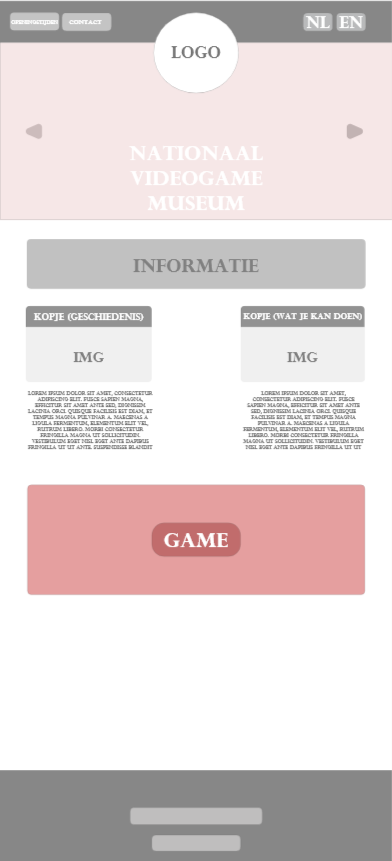 OPENINGSTIJDEN CONTACT NL EN
LOGO
NATIONAAL
VIDEOGAME
MUSEUM
INFORMATIE
KOPJE (GESCHIEDENIS)
IMG
LOREM IPSUM DOLOR SIT AMET, CONSECTETUR
ADIPISCING ELIT. FUSCE SAPIEN MAGNA,
EFFICITUR SIT AMET ANTE SED, DIGNISSIM
LACINIA ORCI. QUISQUE FACILISIS EST DIAM, ET
TEMPUS MAGNA PULVINAR A. MAECENAS A
LIGULA FERMENTUM, ELEMENTUM ELIT VEL,
RUTRUM LIBERO. MORBI CONSECTETUR
FRINGILLA MAGNA UT SOLLICITUDIN.
VESTIBULUM EGET NISL EGET ANTE DAPIBUS
FRINGILLA UT UT ANTE. SUSPENDISSE BLANDIT
KOPJE (WAT JE KAN DOEN)
IMG
LOREM IPSUM DOLOR SIT AMET,
CONSECTETUR ADIPISCING ELIT. FUSCE
SAPIEN MAGNA, EFFICITUR SIT AMET ANTE
SED, DIGNISSIM LACINIA ORCI. QUISQUE
FACILISIS EST DIAM, ET TEMPUS MAGNA
PULVINAR A. MAECENAS A LIGULA
FERMENTUM, ELEMENTUM ELIT VEL, RUTRUM
LIBERO. MORBI CONSECTETUR FRINGILLA
MAGNA UT SOLLICITUDIN. VESTIBULUM EGET
NISL EGET ANTE DAPIBUS FRINGILLA UT UT
GAME